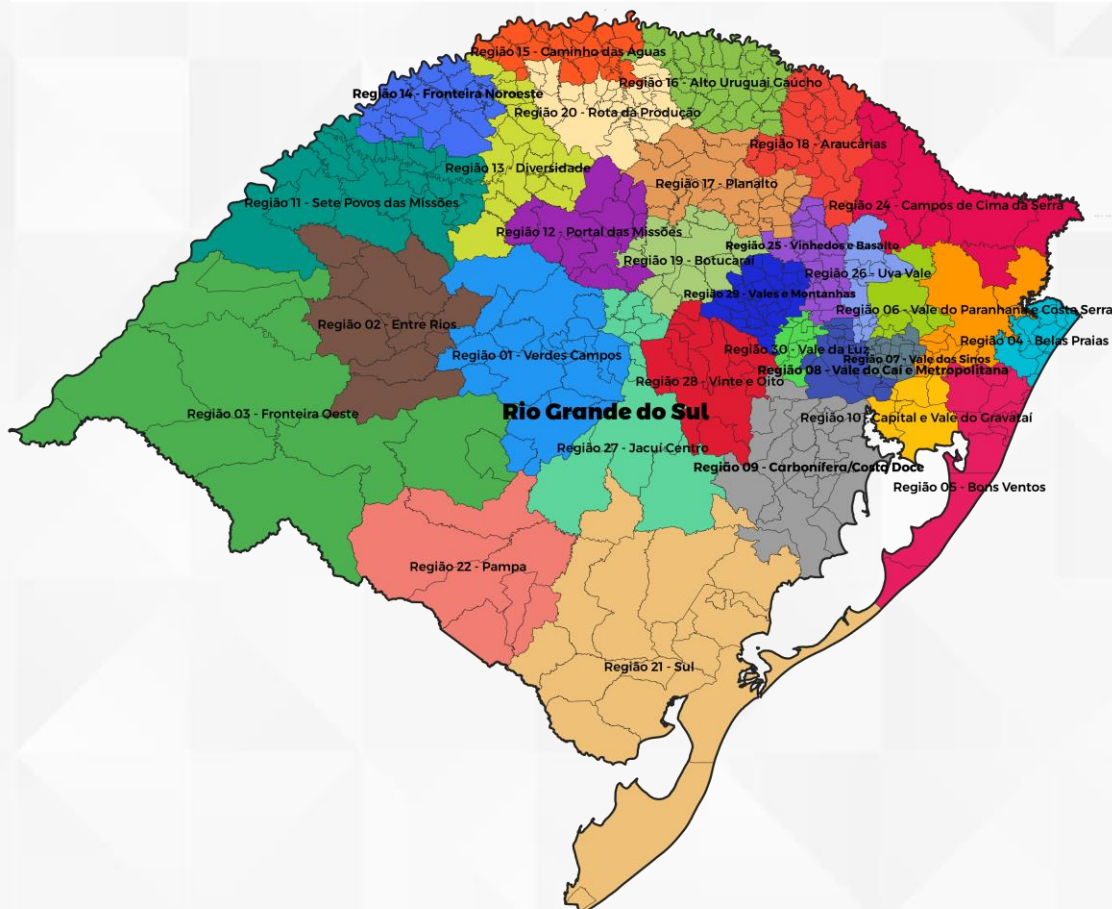 Região 15 - Caminho das Águas
Região 16 - Alto Uruguai Gaúcho
Região 14 - Fronteira Noroeste
Região 20 - Rota da Produção
Região 18 - Araucárias
Região 13 - Diversidade
Região 17 - Planalto
Região 11 - Sete Povos das Missões
Região 24 - Campos de Cima da Serra
Região 12 - Portal das Missões
Região 25 - Vinhedos e Basalto
Região 19 - Botucaraí
Região 26 - Uva Vale
Região 29 - Vales e Montanhas
Região 06 - Vale do Paranhana e Costa Serra
Região 02 - Entre Rios
Região 04 - Belas Praias
Região 30 - Vale da Luz
Região 01 - Verdes Campos
Região 07 - Vale dos Sinos
Região 08 - Vale do Caí e Metropolitana
Região 28 - Vinte e Oito
Rio Grande do Sul
Região 03 - Fronteira Oeste
Região 10 - Capital e Vale do Gravataí
Região 27 - Jacuí Centro
Região 09 - Carbonífera/Costa Doce
Região 05 - Bons Ventos
Região 22 - Pampa
Região 21 - Sul